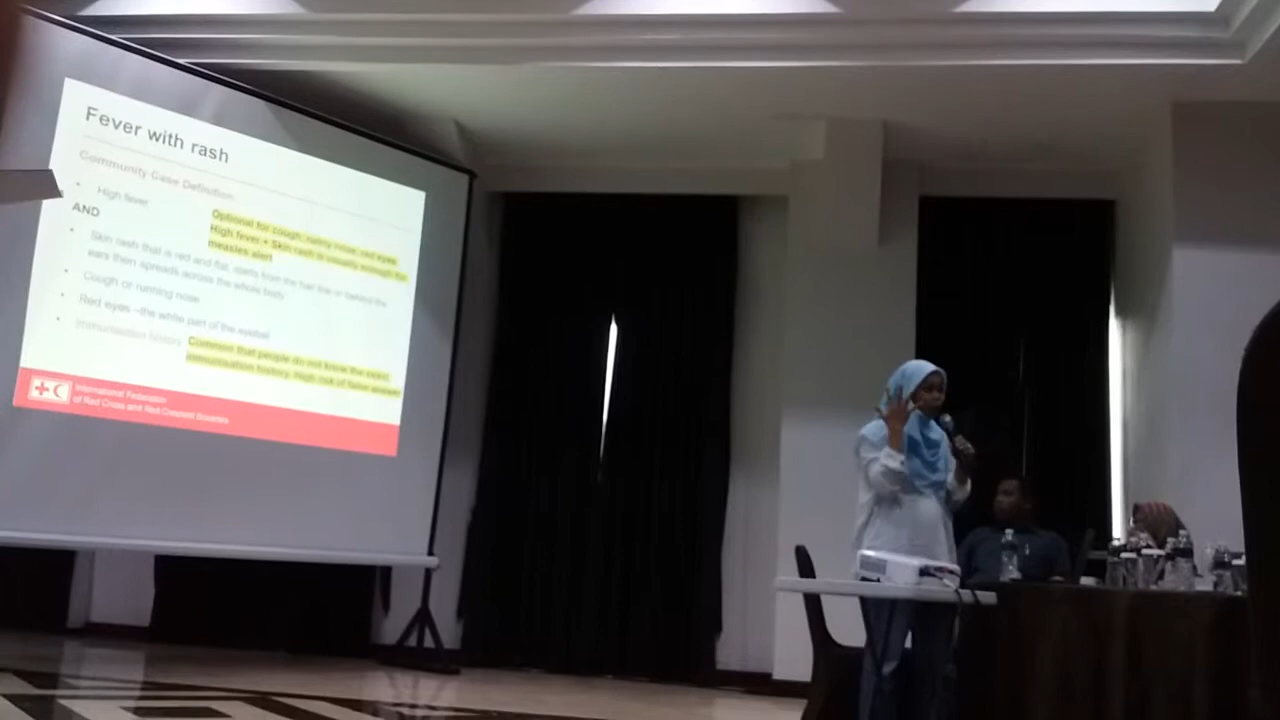 Fever with rash
Community Case Definition
• High fever
AND
Optional for cough, runny nose, red eyes
High fever + Skin rash is usually enough for
measles alert
• Skin rash that is red and flat, starts from the hair line or behind the
ears then spreads across the whole body
• Cough or running nose
• Red eyes –the white part of the eyeball
• Immunisation history
Common that people do not know the exact
immunisation history. High risk of false answer
International Federation
of Red Cross and Red Crescent Societies